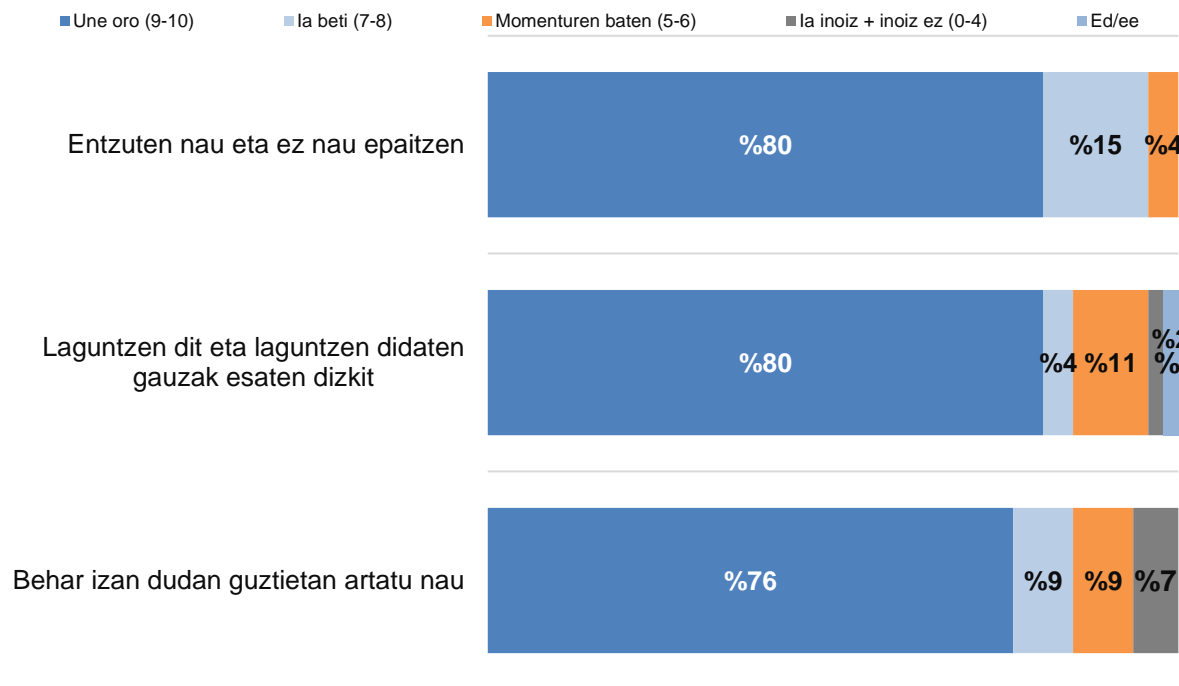 Une oro (9-10) Ia beti (7-8) Momenturen baten (5-6) Ia inoiz + inoiz ez (0-4) Ed/ee
Entzuten nau eta ez nau epaitzen %80 %15 %4
Laguntzen dit eta laguntzen didaten
gauzak esaten dizkit
%80 %4 %11 %2 %
Behar izan dudan guztietan artatu nau %76 %9 %9 %7